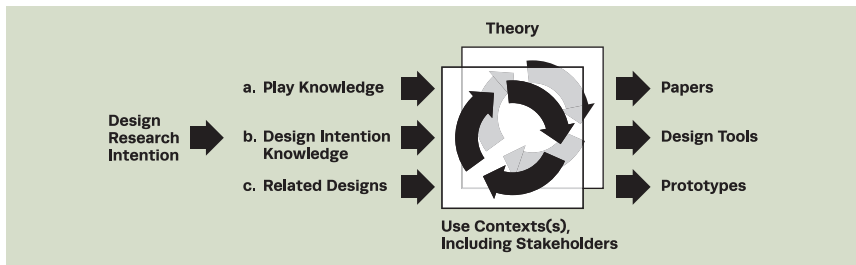 Theory
Design
Research
Intention
a. Play Knowledge
b. Design Intention
Knowledge
c. Related Designs
Papers
Design Tools
Prototypes
Use Contexts(s),
Including Stakeholders